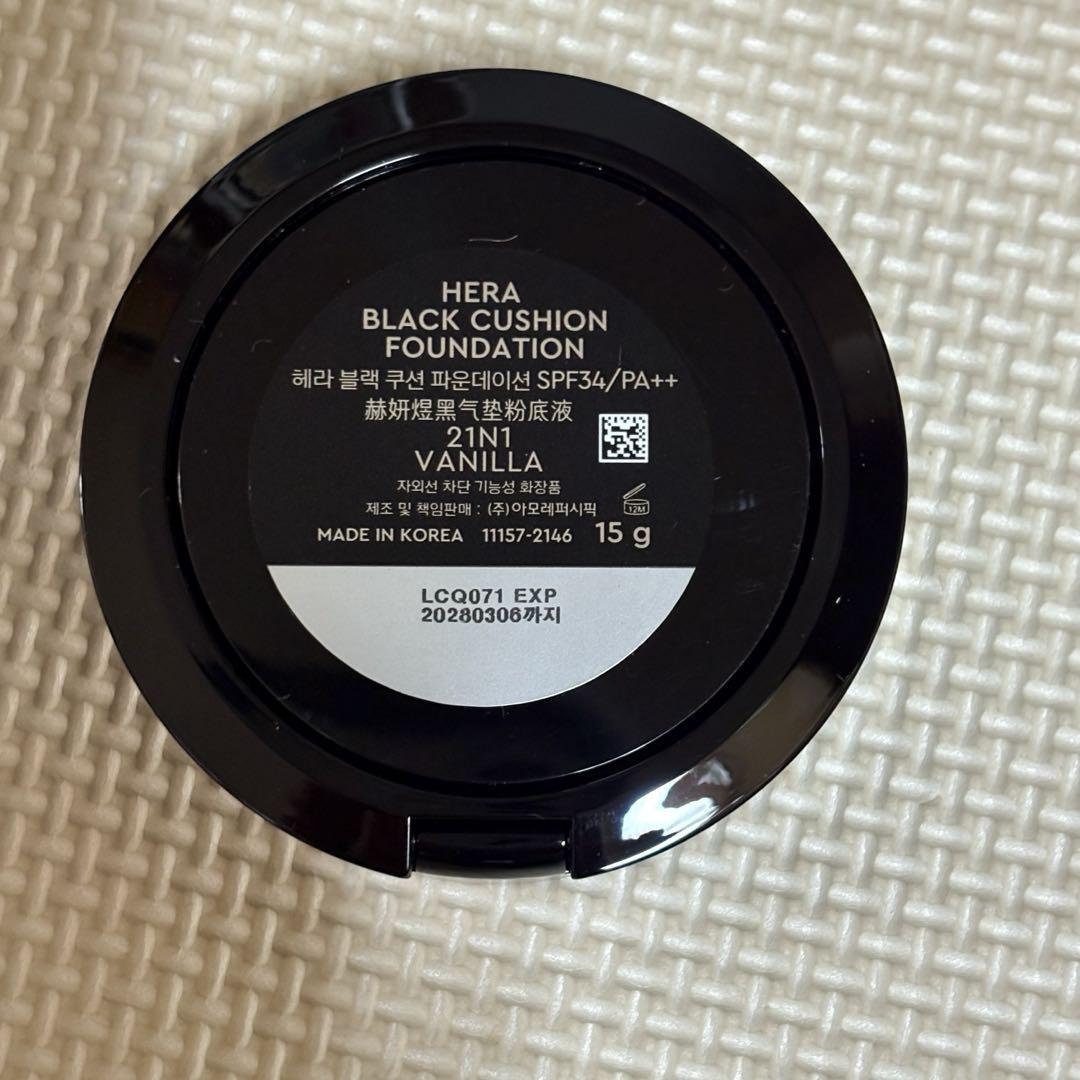 HERA
BLACK CUSHION
FOUNDATION
헤라 블랙 쿠션 파운데이션 SPF34/PA++
赫妍煜黑气垫粉底液
21N1
VANILLA
자외선 차단 기능성 화장품
제조 및 책임판매 : (주)아모레퍼시픽
12M
MADE IN KOREA 11157-2146 15 g
LCQ071 EXP
20280306까지